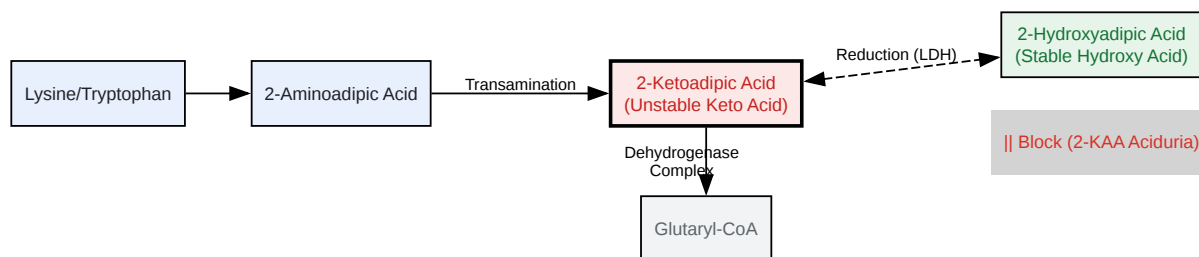 Lysine/Tryptophan
2-Aminoadipic Acid
Transamination
2-Ketoadipic Acid
(Unstable Keto Acid)
Reduction (LDH)
2-Hydroxyadipic Acid
(Stable Hydroxy Acid)
|| Block (2-KAA Aciduria)
Dehydrogenase
Complex
Glutaryl-CoA